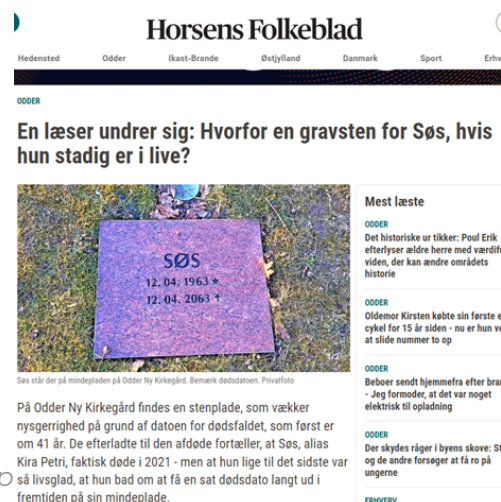 Horsens Folkeblad
Hedensted Odder Ikast-Brande Østjylland Danmark Sport Erhv
ODDER
En læser undrer sig: Hvorfor en gravsten for Søs, hvis
hun stadig er i live?
SØS
12. 04. 1963 *
12. 04. 2063 †
Søs står der på mindepladen på Odder Ny Kirkegård. Bemærk dødsdatoen. Privatfoto
På Odder Ny Kirkegård findes en stenplade, som vækker
nysgerrighed på grund af datoen for dødsfaldet, som først er
om 41 år. De efterladte til den afdøde fortæller, at Søs, alias
Kira Petri, faktisk døde i 2021 - men at hun lige til det sidste var
så livsglad, at hun bad om at få en sat dødsdato langt ud i
fremtiden på sin mindeplade.
Mest læste
ODDER
Det historiske ur tikker: Poul Erik
efterlyser ældre herre med værdifu
viden, der kan ændre områdets
historie
ODDER
Oldemor Kirsten købte sin første e
cykel for 15 år siden - nu er hun ve
at slide nummer to op
ODDER
Beboer sendt hjemmefra efter bra
- Jeg formoder, at det var noget
elektrisk til opladning
ODDER
Der skydes råger i byens skove: St
og de andre forsøger at få ro på
ungerne
ERHVERV